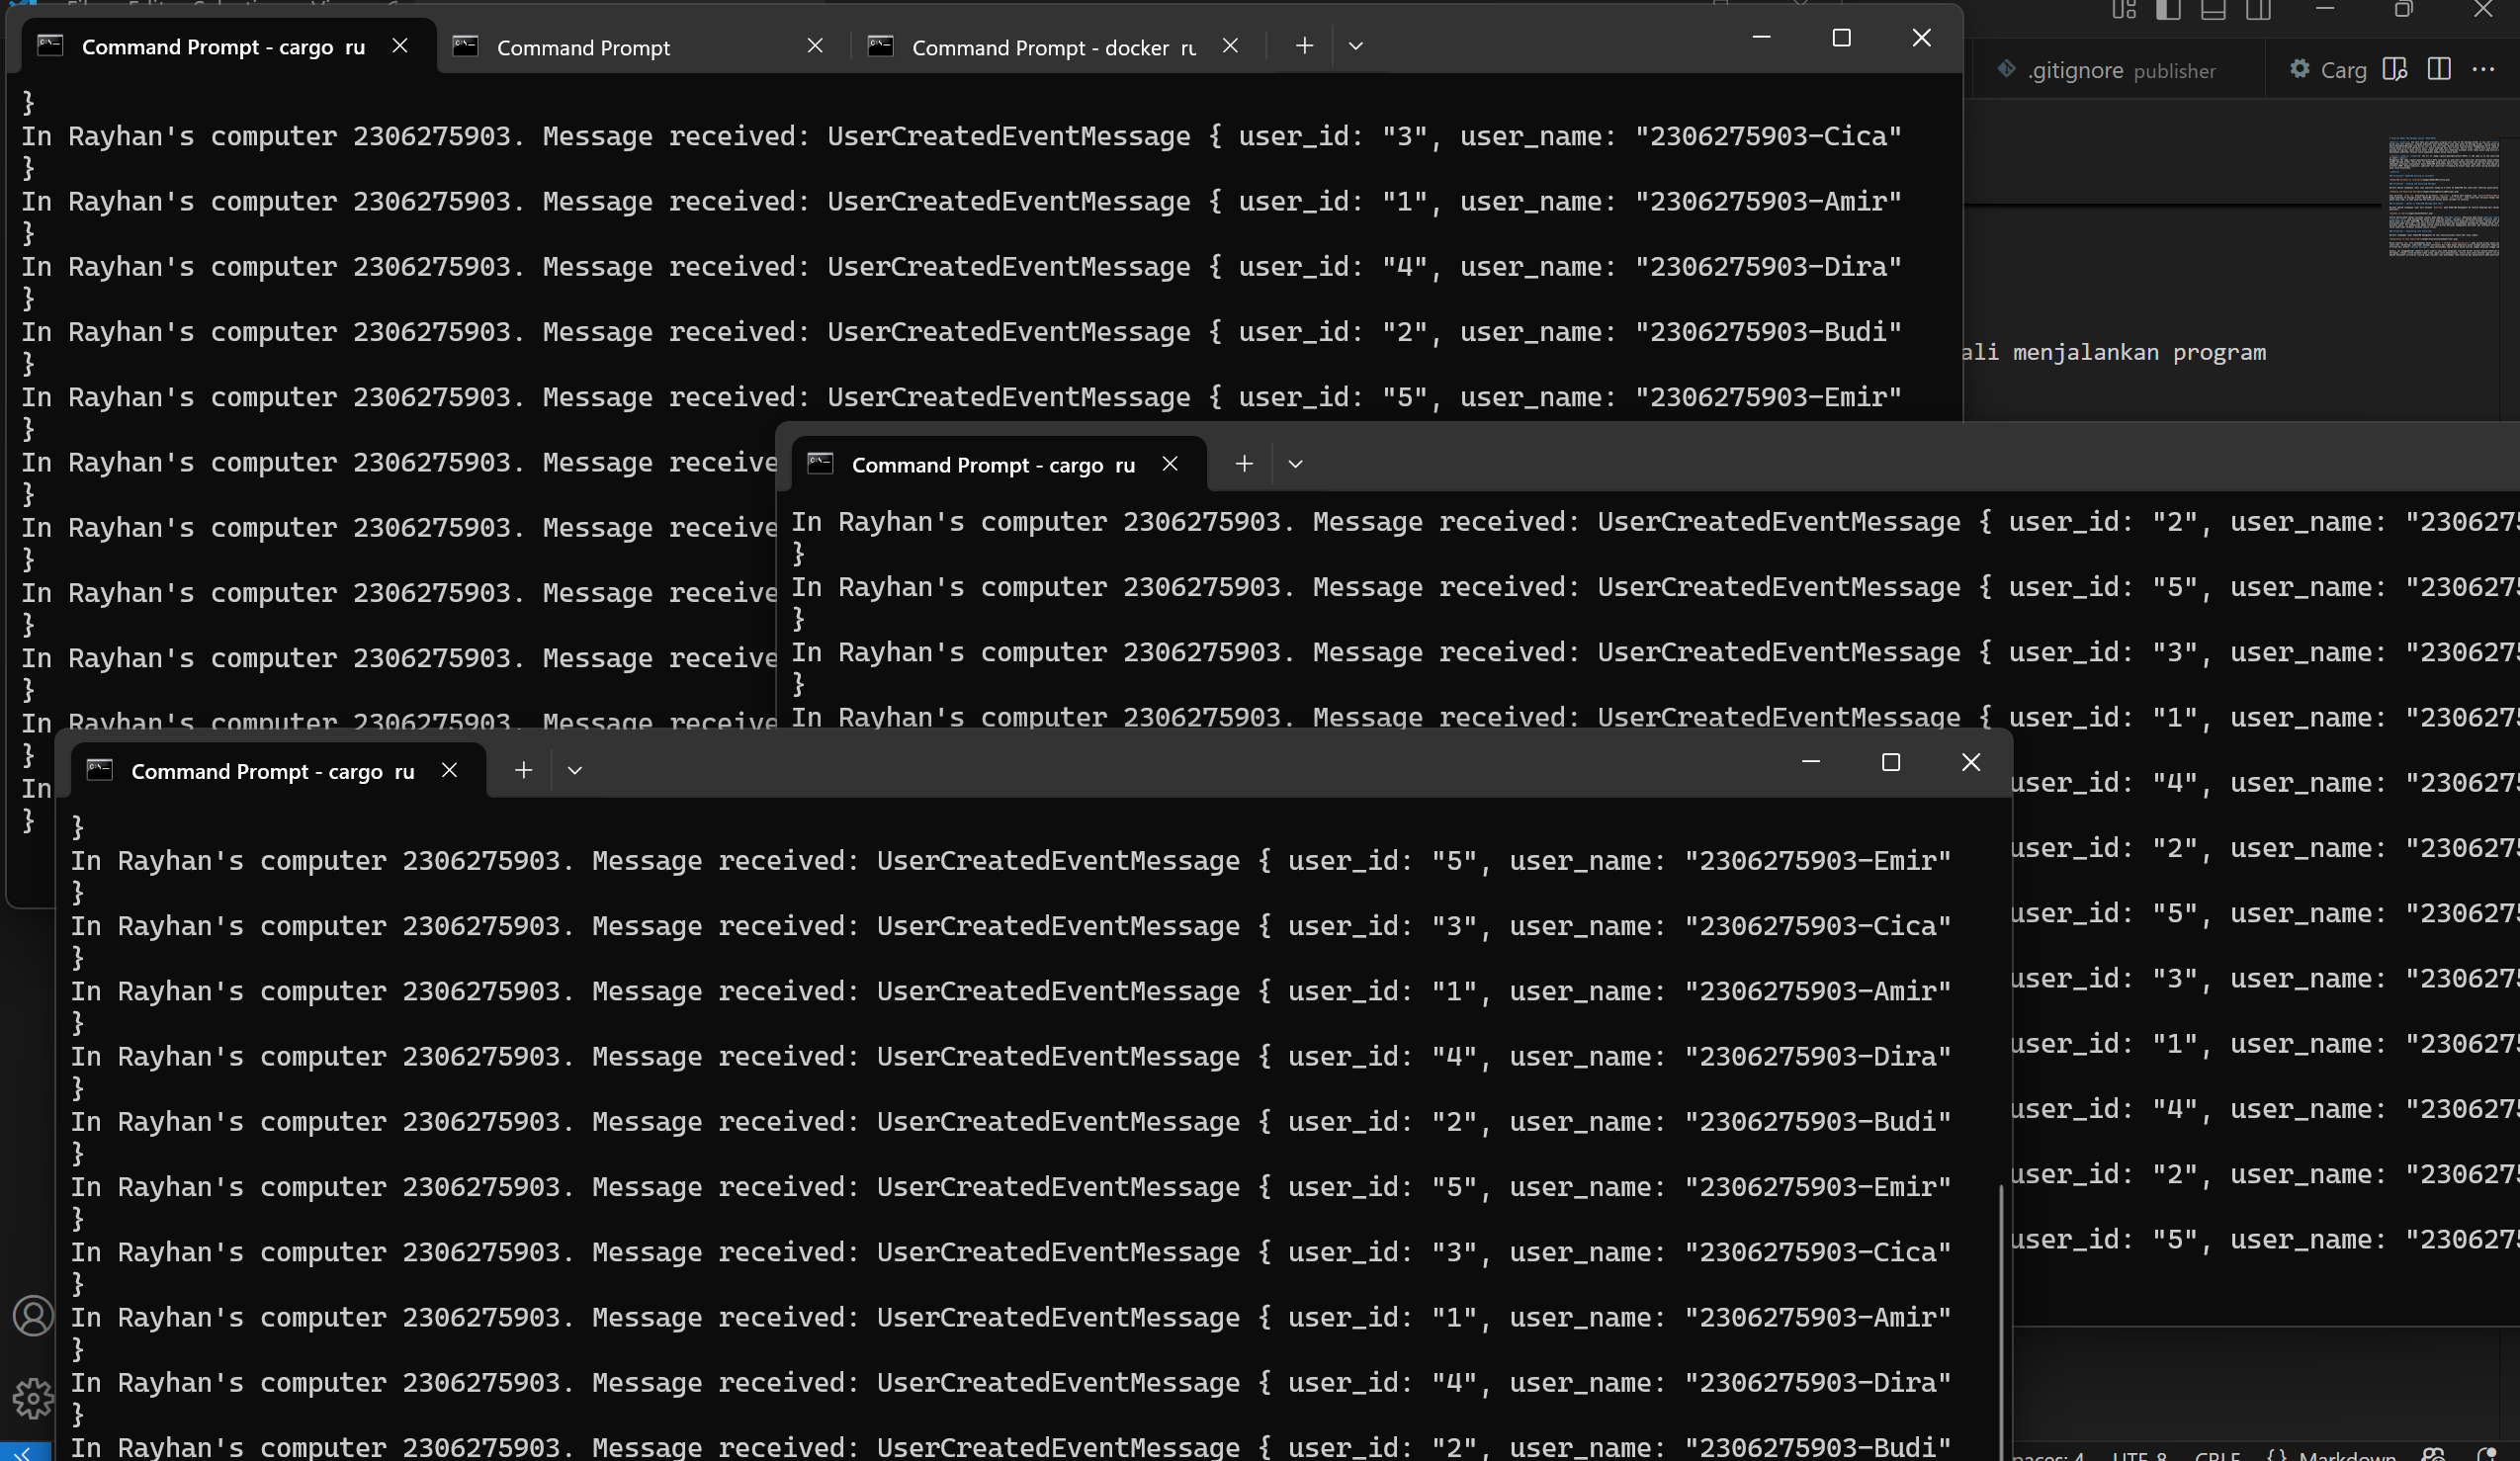 Command Prompt - cargo ru
Command Prompt
Command Prompt - docker ru
.gitignore publisher
Carg
}
In Rayhan's computer 2306275903. Message received: UserCreatedEventMessage { user_id: "3", user_name: "2306275903-Cica"
}
In Rayhan's computer 2306275903. Message received: UserCreatedEventMessage { user_id: "1", user_name: "2306275903-Amir"
}
In Rayhan's computer 2306275903. Message received: UserCreatedEventMessage { user_id: "4", user_name: "2306275903-Dira"
}
In Rayhan's computer 2306275903. Message received: UserCreatedEventMessage { user_id: "2", user_name: "2306275903-Budi"
}
In Rayhan's computer 2306275903. Message received: UserCreatedEventMessage { user_id: "5", user_name: "2306275903-Emir"
}
In Rayhan's computer 2306275903. Message receive
}
In Rayhan's computer 2306275903. Message receive
}
In Rayhan's computer 2306275903. Message receive
}
In Rayhan's computer 2306275903. Message receive
}
In Rayhan's computer 2306275903. Message receive
}
In
}
ali menjalankan program
Command Prompt - cargo ru
In Rayhan's computer 2306275903. Message received: UserCreatedEventMessage { user_id: "2", user_name: "230627
}
In Rayhan's computer 2306275903. Message received: UserCreatedEventMessage { user_id: "5", user_name: "230627
}
In Rayhan's computer 2306275903. Message received: UserCreatedEventMessage { user_id: "3", user_name: "230627
}
In Rayhan's computer 2306275903. Message received: UserCreatedEventMessage { user_id: "1", user_name: "230627
user_id: "4", user_name: "230627
user_id: "2", user_name: "230627
user_id: "5", user_name: "230627
user_id: "3", user_name: "230627
user_id: "1", user_name: "230627
user_id: "4", user_name: "230627
user_id: "2", user_name: "230627
user_id: "5", user_name: "230627
Command Prompt - cargo ru
}
In Rayhan's computer 2306275903. Message received: UserCreatedEventMessage { user_id: "5", user_name: "2306275903-Emir"
}
In Rayhan's computer 2306275903. Message received: UserCreatedEventMessage { user_id: "3", user_name: "2306275903-Cica"
}
In Rayhan's computer 2306275903. Message received: UserCreatedEventMessage { user_id: "1", user_name: "2306275903-Amir"
}
In Rayhan's computer 2306275903. Message received: UserCreatedEventMessage { user_id: "4", user_name: "2306275903-Dira"
}
In Rayhan's computer 2306275903. Message received: UserCreatedEventMessage { user_id: "2", user_name: "2306275903-Budi"
}
In Rayhan's computer 2306275903. Message received: UserCreatedEventMessage { user_id: "5", user_name: "2306275903-Emir"
}
In Rayhan's computer 2306275903. Message received: UserCreatedEventMessage { user_id: "3", user_name: "2306275903-Cica"
}
In Rayhan's computer 2306275903. Message received: UserCreatedEventMessage { user_id: "1", user_name: "2306275903-Amir"
}
In Rayhan's computer 2306275903. Message received: UserCreatedEventMessage { user_id: "4", user_name: "2306275903-Dira"
}
In Rayhan's computer 2306275903. Message received: UserCreatedEventMessage { user_id: "2", user_name: "2306275903-Budi"
paces: 4 UTF-8 CRLF {} Markdown